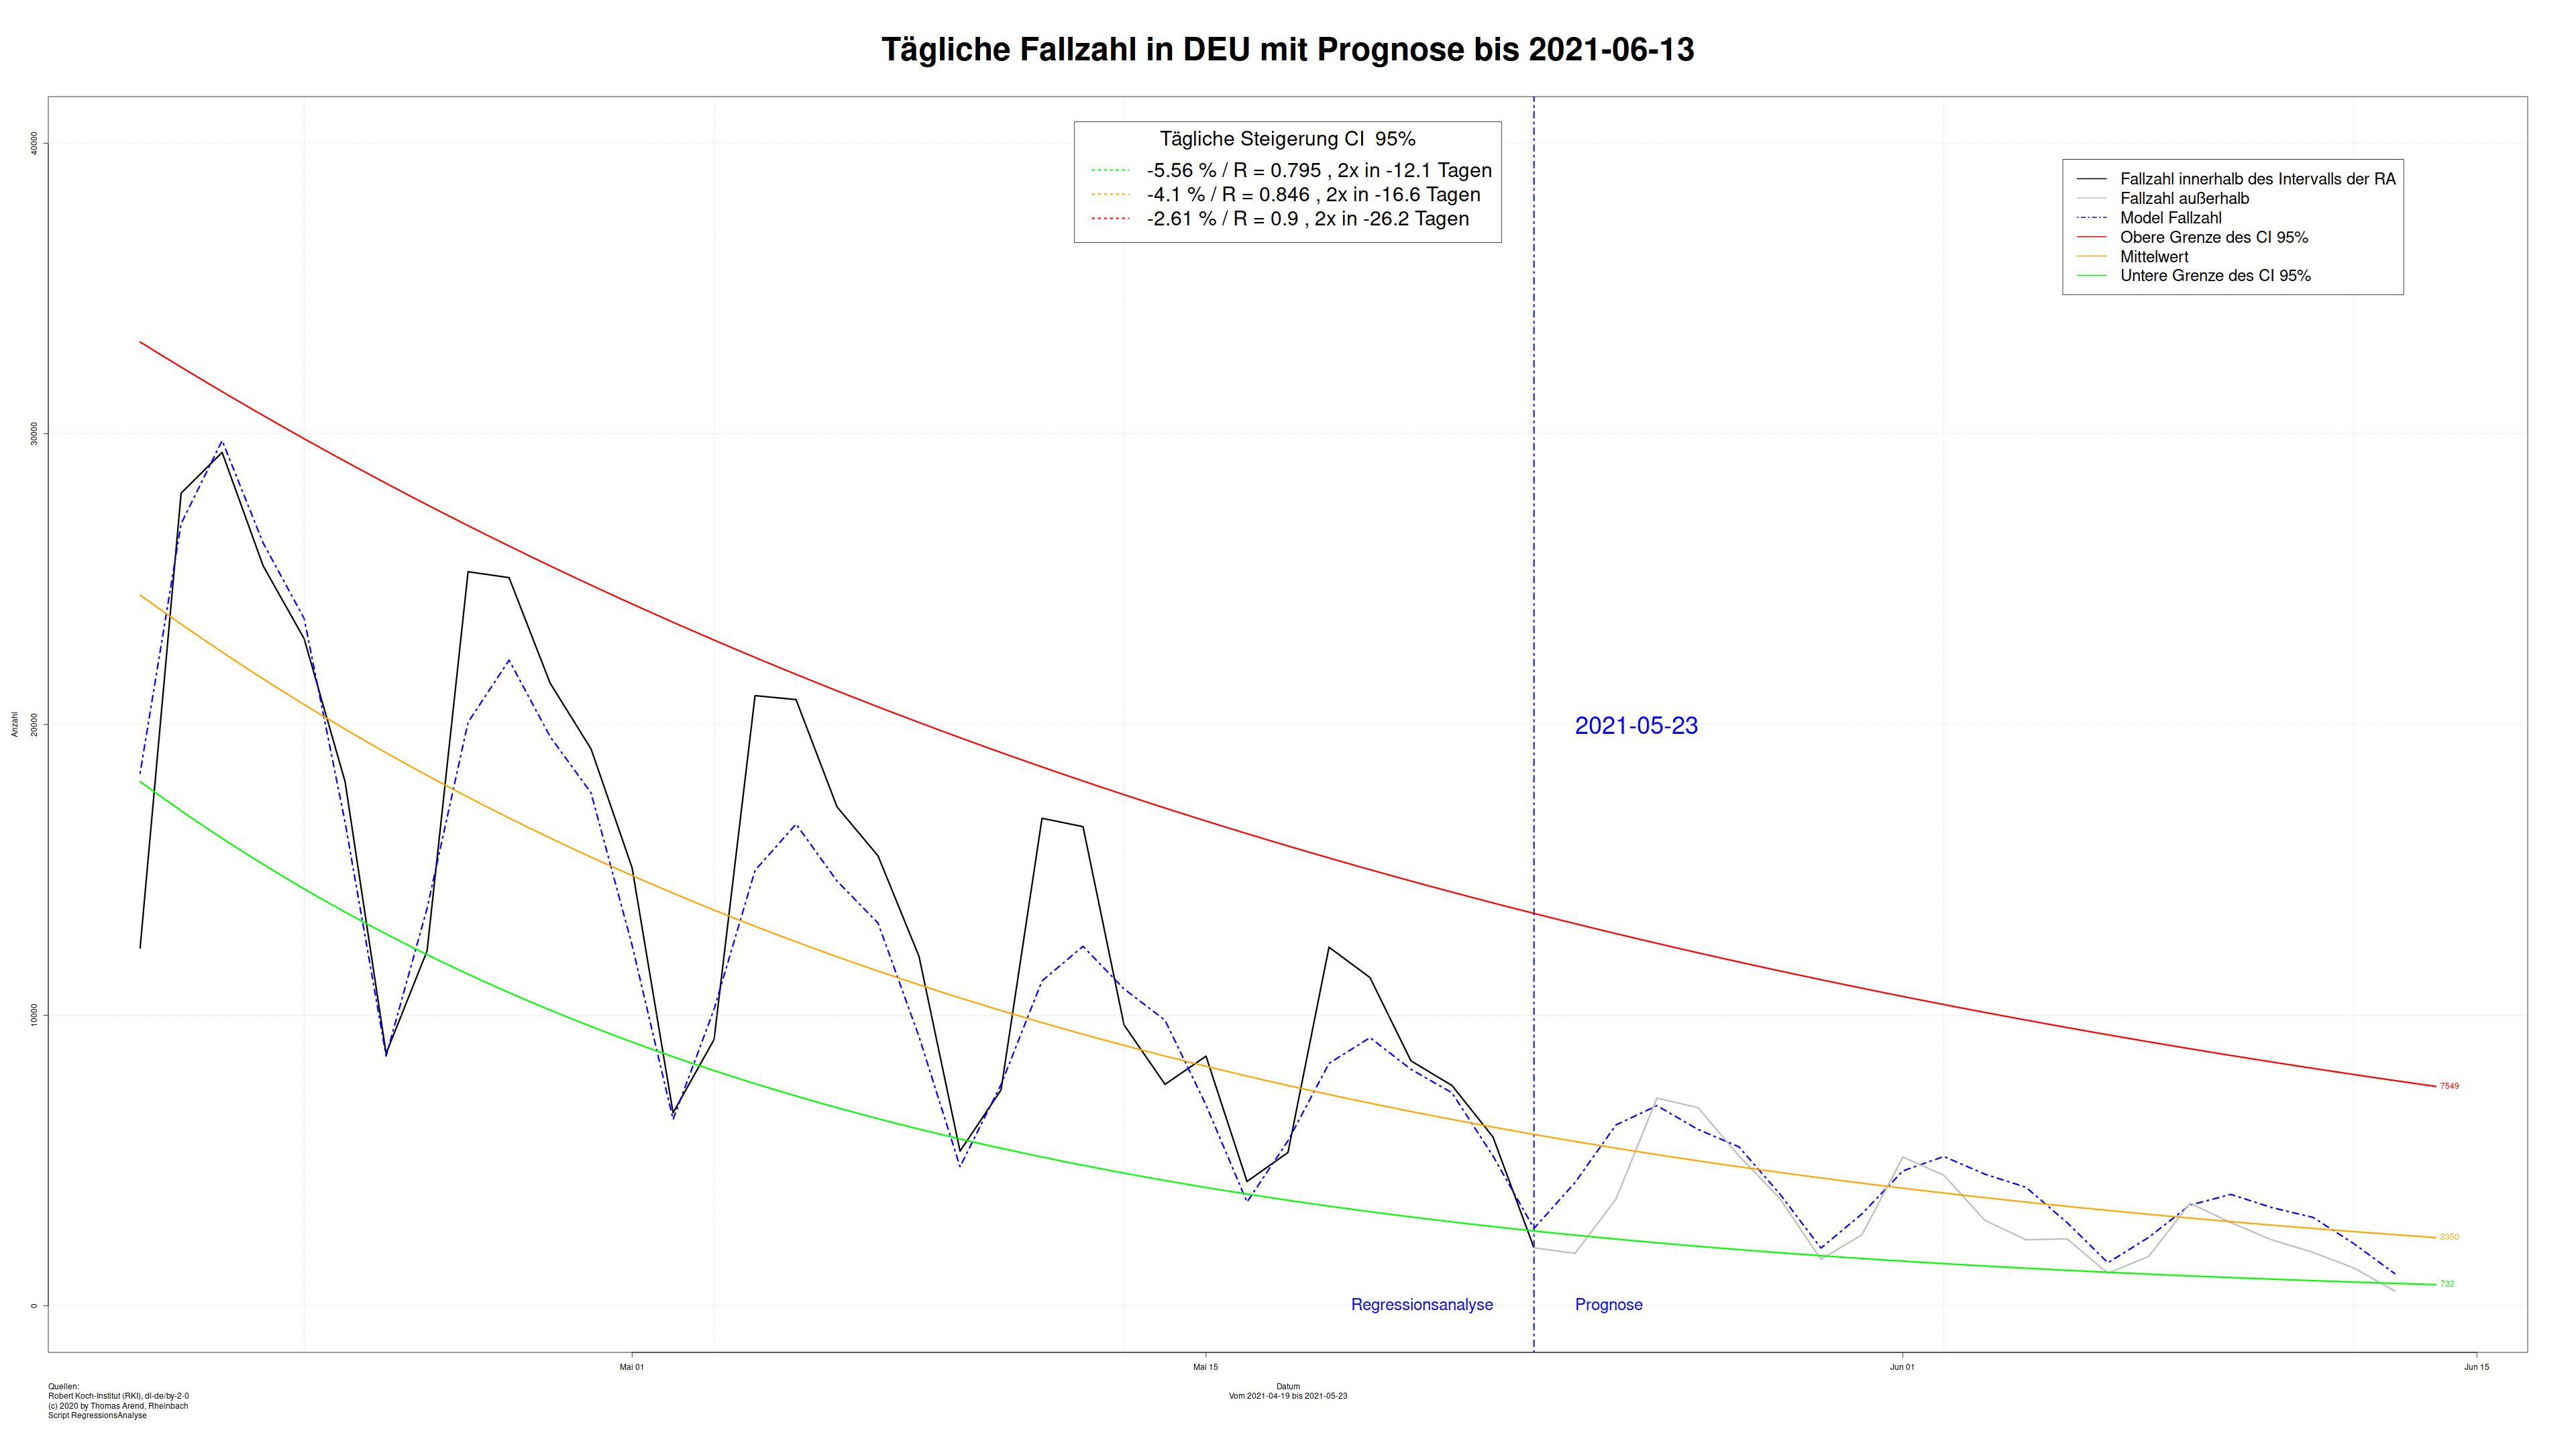 Tägliche Fallzahl in DEU mit Prognose bis 2021-06-13
Tägliche Steigerung CI  95%
-5.56 % / R = 0.795 , 2x in -12.1 Tagen
-4.1 % / R = 0.846 , 2x in -16.6 Tagen
-2.61 % / R = 0.9 , 2x in -26.2 Tagen
Fallzahl innerhalb des Intervalls der RA
Fallzahl außerhalb
Model Fallzahl
Obere Grenze des CI 95%
Mittelwert
Untere Grenze des CI 95%
40000
30000
20000
10000
0
Anzahl
2021-05-23
7549
2350
732
Regressionsanalyse
Prognose
Mai 01
Mai 15
Jun 01
Jun 15
Datum
Vom 2021-04-19 bis 2021-05-23
Quellen:
Robert Koch-Institut (RKI), dl-de/by-2-0
(c) 2020 by Thomas Arend, Rheinbach
Script RegressionsAnalyse